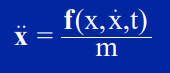 ẍ = f(x,ẋ,t) / m